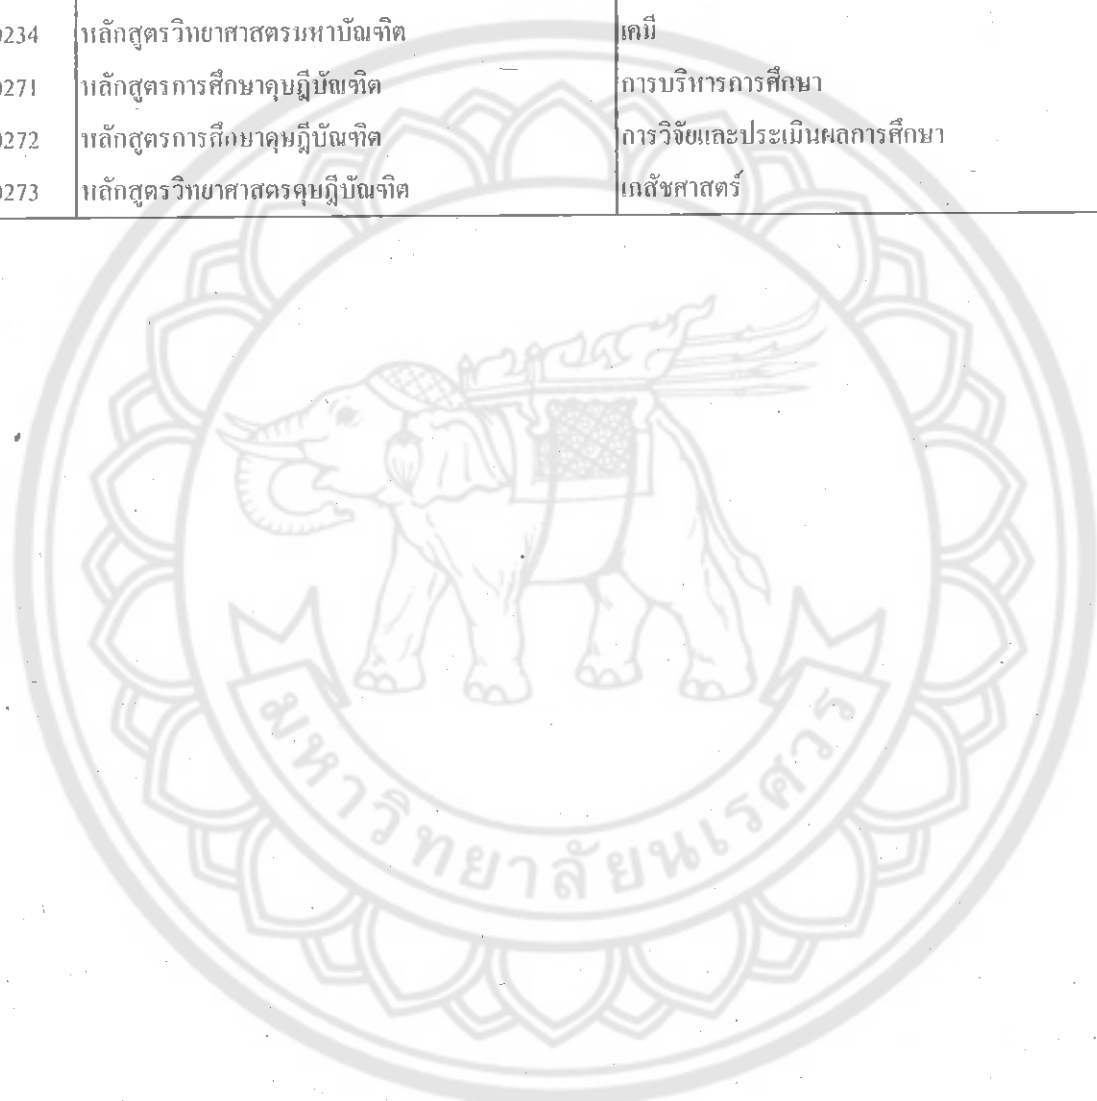 0234 หลักสูตรวิทยาศาสตรมหาบัณฑิต เคมี
0271 หลักสูตรการศึกษาดุษฎีบัณฑิต การบริหารการศึกษา
0272 หลักสูตรการศึกษาดุษฎีบัณฑิต การวิจัยและประเมินผลการศึกษา
0273 หลักสูตรวิทยาศาสตรดุษฎีบัณฑิต เภสัชศาสตร์
มหาวิทยาลัยนเรศวร